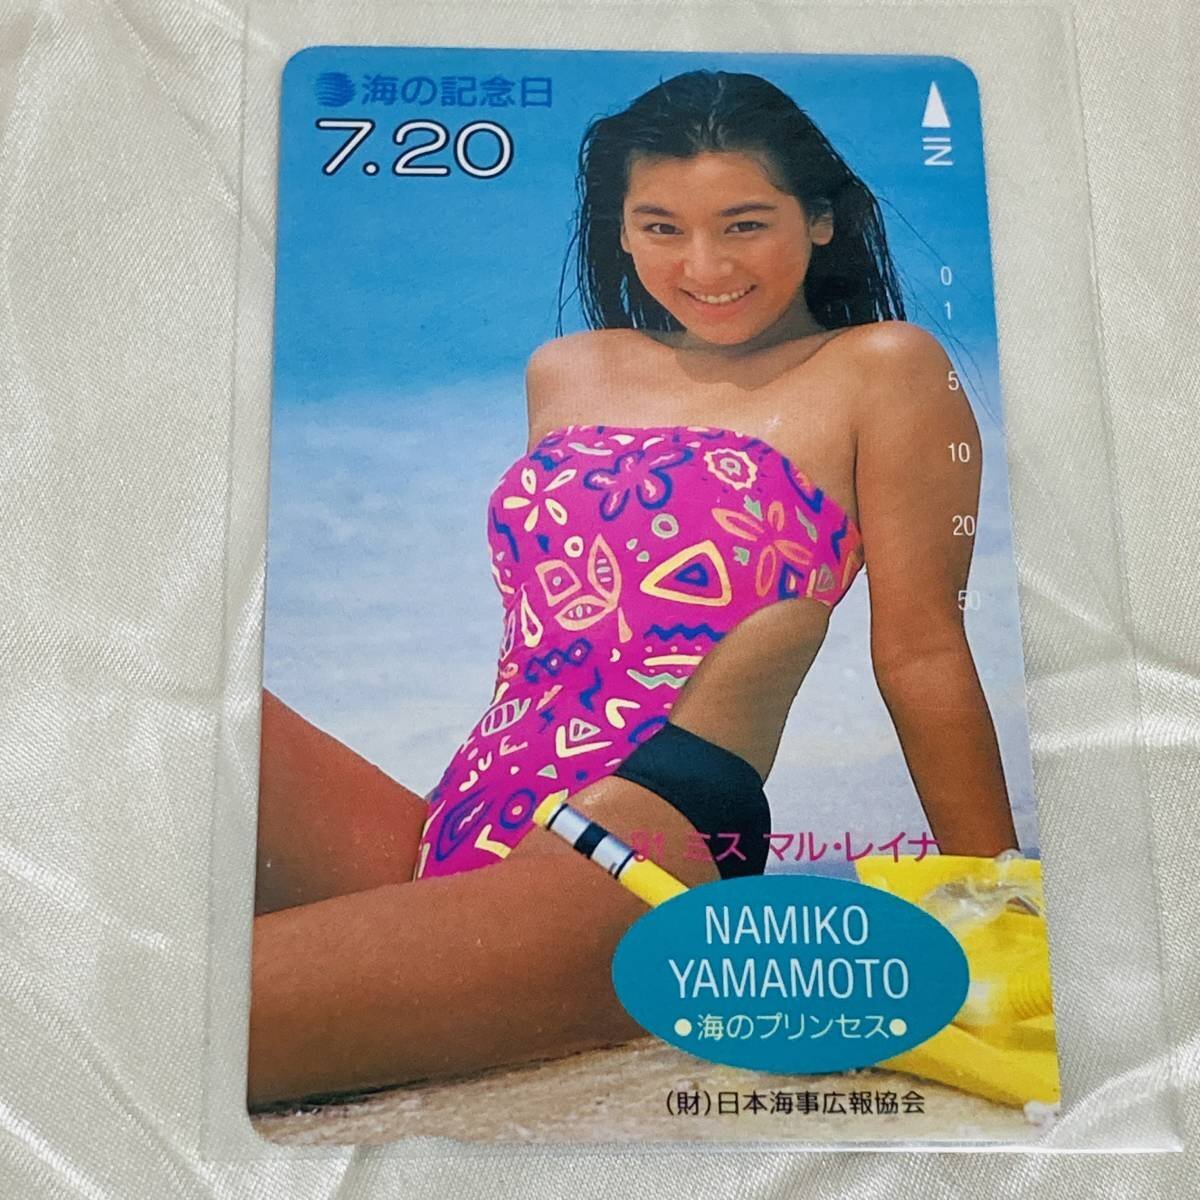 海の記念日
7.20
0
1
5
10
20
50
91 ミス マル・レイナ
NAMIKO
YAMAMOTO
●海のプリンセス●
(財)日本海事広報協会